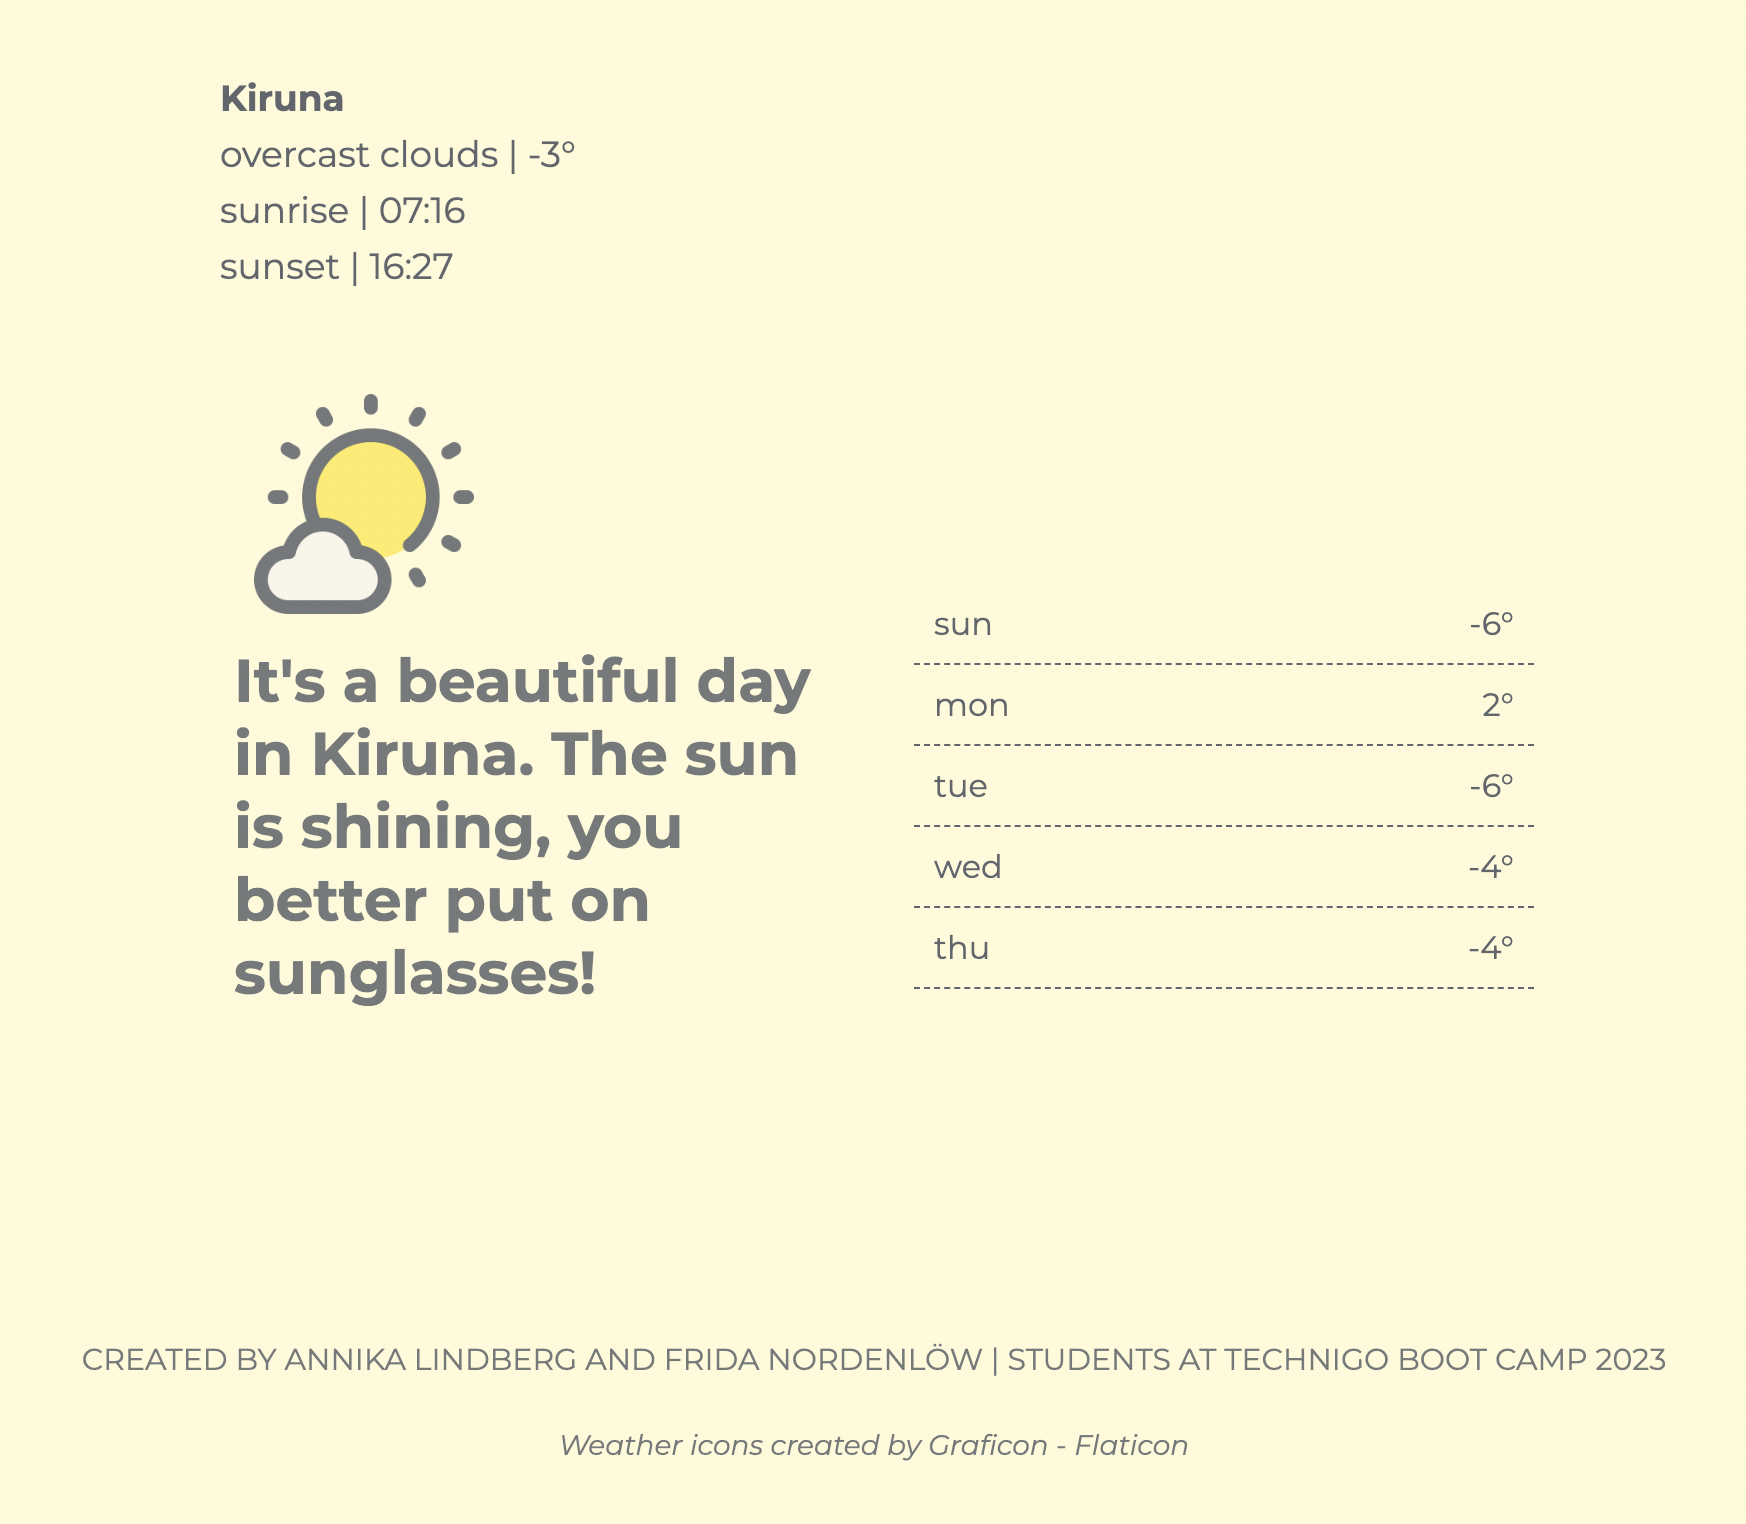 Kiruna
overcast clouds | -3°
sunrise | 07:16
sunset | 16:27
It's a beautiful day
in Kiruna. The sun
is shining, you
better put on
sunglasses!
sun -6°
mon 2°
tue -6°
wed -4°
thu -4°
CREATED BY ANNIKA LINDBERG AND FRIDA NORDENLÖW | STUDENTS AT TECHNIGO BOOT CAMP 2023
Weather icons created by Graficon - Flaticon